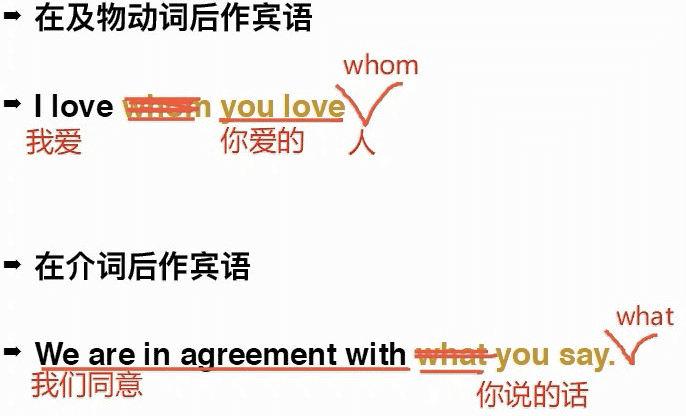 ➡ 在及物动词后作宾语
whom
➡ I love whom you love
我爱 你爱的 人
➡ 在介词后作宾语
what
➡ We are in agreement with what you say.
我们同意 你说的话